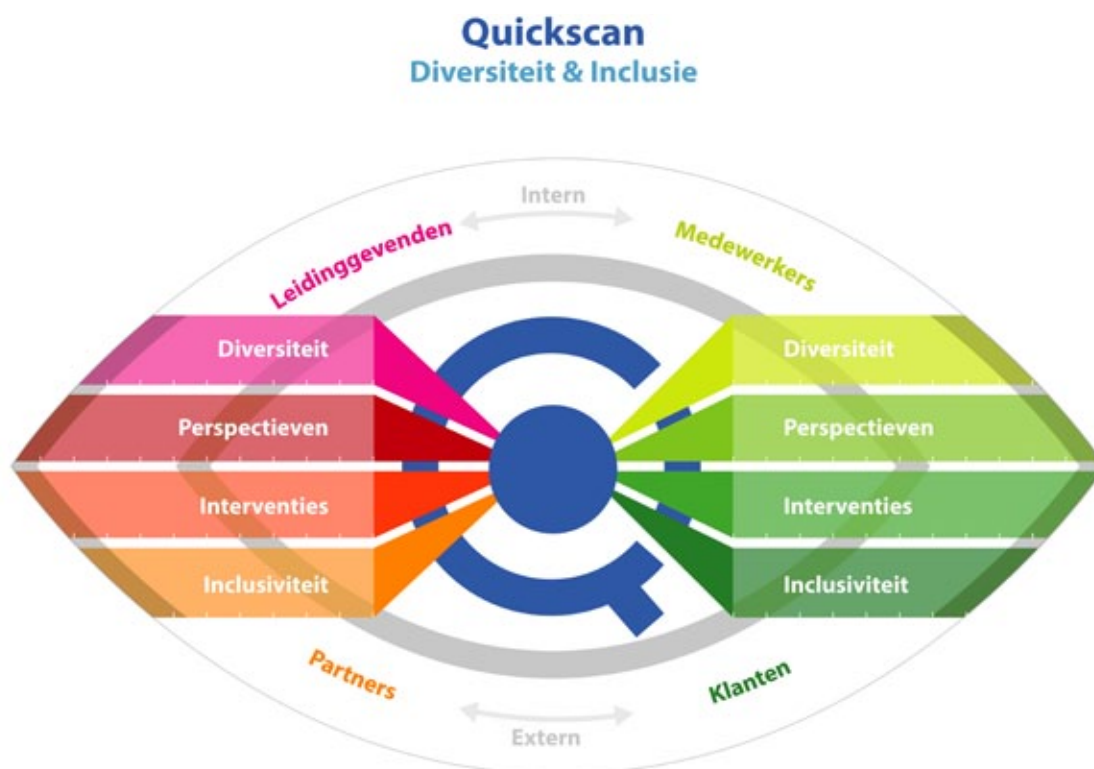 Quickscan
Diversiteit & Inclusie
Intern
Leidinggevenden
Medewerkers
Diversiteit
Perspectieven
Interventies
Inclusiviteit
Diversiteit
Perspectieven
Interventies
Inclusiviteit
Partners
Klanten
Extern